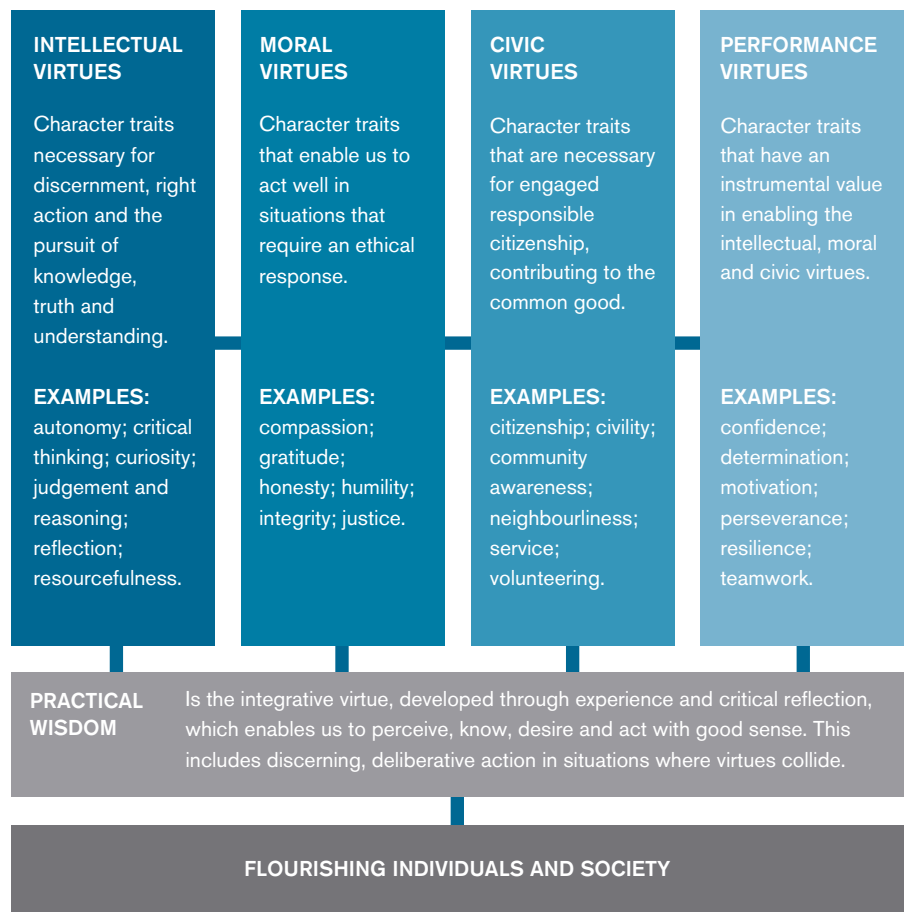 INTELLECTUAL
VIRTUES
Character traits
necessary for
discernment, right
action and the
pursuit of
knowledge,
truth and
understanding.
EXAMPLES:
autonomy; critical
thinking; curiosity;
judgement and
reasoning;
reflection;
resourcefulness.
MORAL
VIRTUES
Character traits
that enable us to
act well in
situations that
require an ethical
response.
EXAMPLES:
compassion;
gratitude;
honesty; humility;
integrity; justice.
CIVIC
VIRTUES
Character traits
that are necessary
for engaged
responsible
citizenship,
contributing to the
common good.
EXAMPLES:
citizenship; civility;
community
awareness;
neighbourliness;
service;
volunteering.
PERFORMANCE
VIRTUES
Character traits
that have an
instrumental value
in enabling the
intellectual, moral
and civic virtues.
EXAMPLES:
confidence;
determination;
motivation;
perseverance;
resilience;
teamwork.
PRACTICAL
WISDOM
Is the integrative virtue, developed through experience and critical reflection,
which enables us to perceive, know, desire and act with good sense. This
includes discerning, deliberative action in situations where virtues collide.
FLOURISHING INDIVIDUALS AND SOCIETY